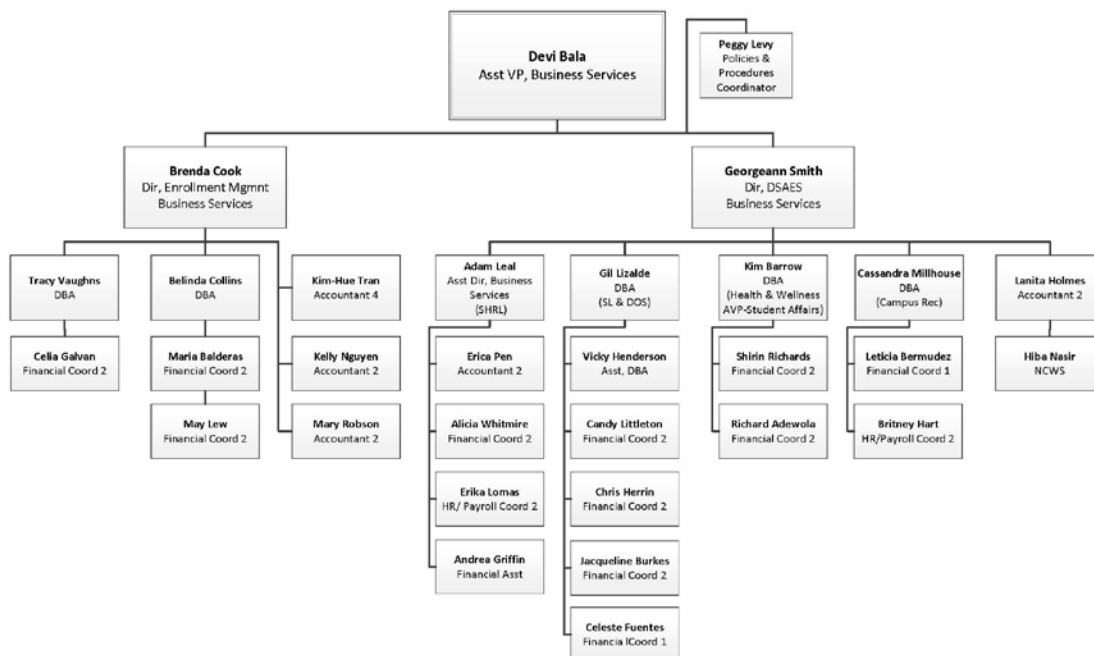 Devi Bala
Asst VP, Business Services
Peggy Levy
Policies &
Procedures
Coordinator
Brenda Cook
Dir, Enrollment Mgmnt
Business Services
Georgeann Smith
Dir, DSAES
Business Services
Tracy Vaughns
DBA
Belinda Collins
DBA
Kim-Hue Tran
Accountant 4
Adam Leal
Asst Dir, Business
Services
(SHRL)
Gil Lizalde
DBA
(SL & DOS)
Kim Barrow
DBA
(Health & Wellness
AVP-Student Affairs)
Cassandra Millhouse
DBA
(Campus Rec)
Lanita Holmes
Accountant 2
Celia Galvan
Financial Coord 2
Maria Balderas
Financial Coord 2
Kelly Nguyen
Accountant 2
Erica Pen
Accountant 2
Vicky Henderson
Asst, DBA
Shirin Richards
Financial Coord 2
Leticia Bermudez
Financial Coord 1
Hiba Nasir
NCWS
May Lew
Financial Coord 2
Mary Robson
Accountant 2
Alicia Whitmire
Financial Coord 2
Candy Littleton
Financial Coord 2
Richard Adewola
Financial Coord 2
Britney Hart
HR/Payroll Coord 2
Erika Lomas
HR/ Payroll Coord 2
Chris Herrin
Financial Coord 2
Andrea Griffin
Financial Asst
Jacqueline Burkes
Financial Coord 2
Celeste Fuentes
FinancialCoord 1